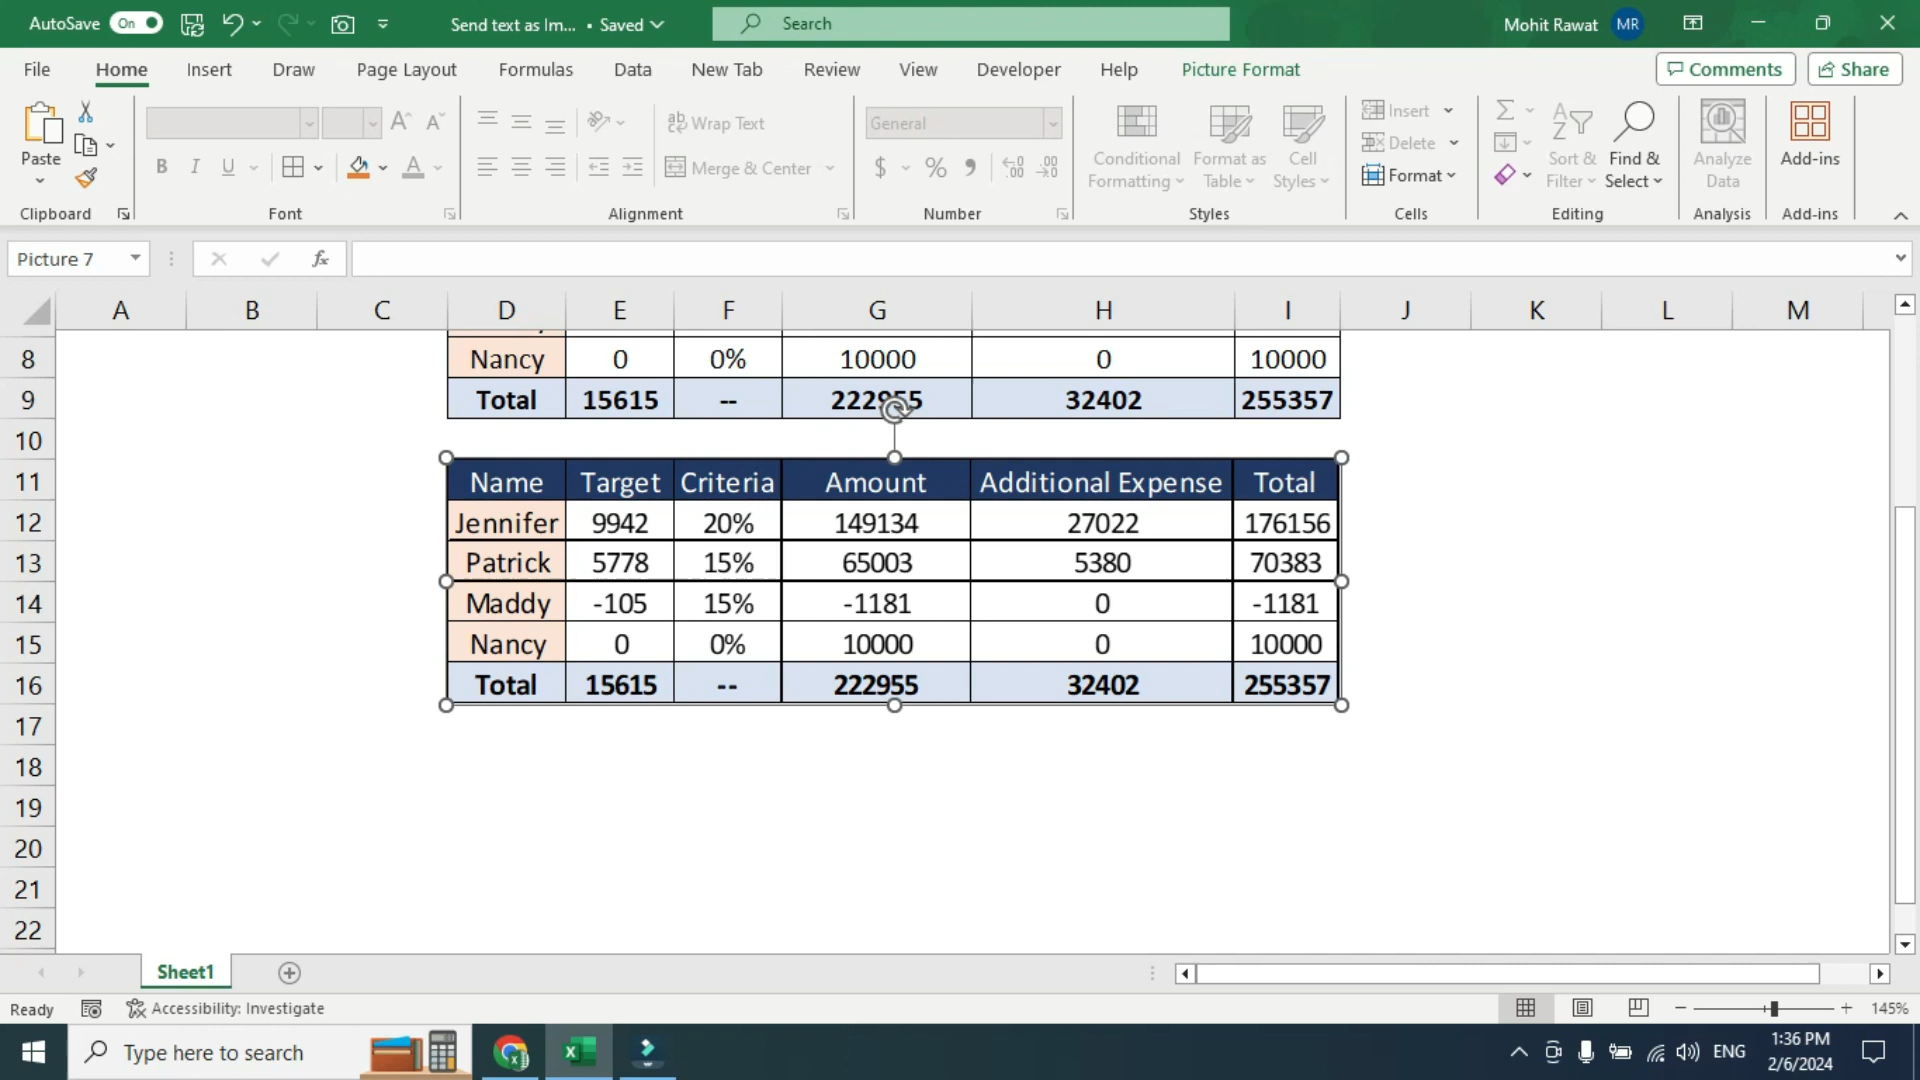 AutoSave On Send text as Im... • Saved Search Mohit Rawat MR
File Home Insert Draw Page Layout Formulas Data New Tab Review View Developer Help Picture Format Comments Share
Paste
B I U A A A
ab Wrap Text
Merge & Center
General
$ % 9
Conditional Formatting
Format as Table
Cell Styles
Insert
Delete
Format
Sort & Filter
Find & Select
Analyze Data
Add-ins
Clipboard Font Alignment Number Styles Cells Editing Analysis Add-ins
Picture 7 fx
A B C D E F G H I J K L M
8 Nancy 0 0% 10000 0 10000
9 Total 15615 -- 222955 32402 255357
10
11 Name Target Criteria Amount Additional Expense Total
12 Jennifer 9942 20% 149134 27022 176156
13 Patrick 5778 15% 65003 5380 70383
14 Maddy -105 15% -1181 0 -1181
15 Nancy 0 0% 10000 0 10000
16 Total 15615 -- 222955 32402 255357
17
18
19
20
21
22
Sheet1
Ready Accessibility: Investigate 145%
Type here to search ENG 1:36 PM
2/6/2024